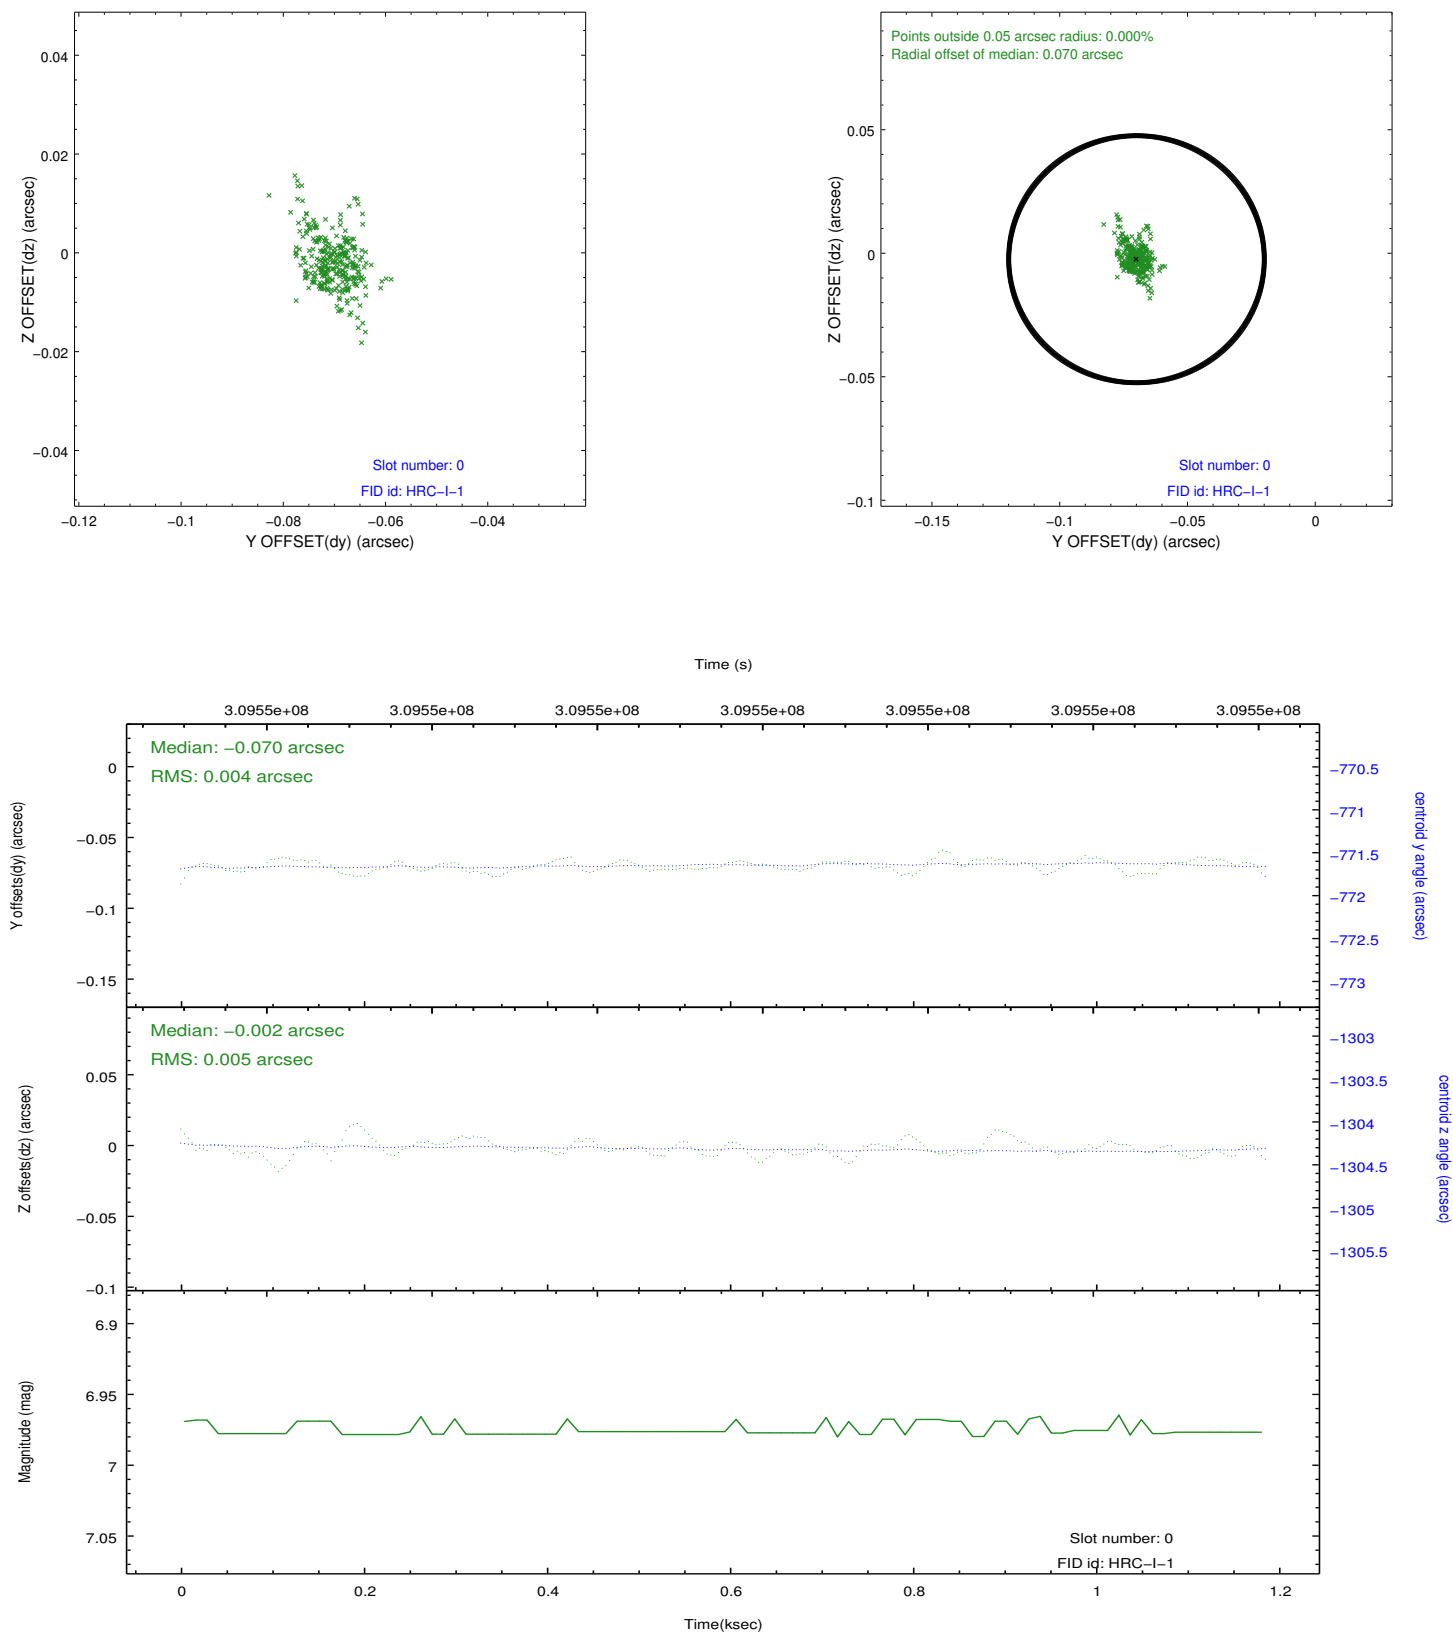 0.04
0.02
0
−0.02
−0.04
Z OFFSET(dz) (arcsec)
Slot number: 0
FID id: HRC−I−1
−0.12
−0.1
−0.08
−0.06
−0.04
Y OFFSET(dy) (arcsec)
Points outside 0.05 arcsec radius: 0.000%
Radial offset of median: 0.070 arcsec
0.05
0
−0.05
−0.1
Z OFFSET(dz) (arcsec)
Slot number: 0
FID id: HRC−I−1
−0.15
−0.1
−0.05
0
Y OFFSET(dy) (arcsec)
Time (s)
3.0955e+08
3.0955e+08
3.0955e+08
3.0955e+08
3.0955e+08
3.0955e+08
3.0955e+08
Median: −0.070 arcsec
RMS: 0.004 arcsec
0
−0.05
−0.1
−0.15
Y offsets(dy) (arcsec)
−770.5
−771
−771.5
−772
−772.5
−773
centroid y angle (arcsec)
Median: −0.002 arcsec
RMS: 0.005 arcsec
0.05
0
−0.05
−0.1
Z offsets(dz) (arcsec)
−1303
−1303.5
−1304
−1304.5
−1305
−1305.5
centroid z angle (arcsec)
6.9
6.95
7
7.05
Magnitude (mag)
Slot number: 0
FID id: HRC−I−1
0
0.2
0.4
0.6
0.8
1
1.2
Time(ksec)